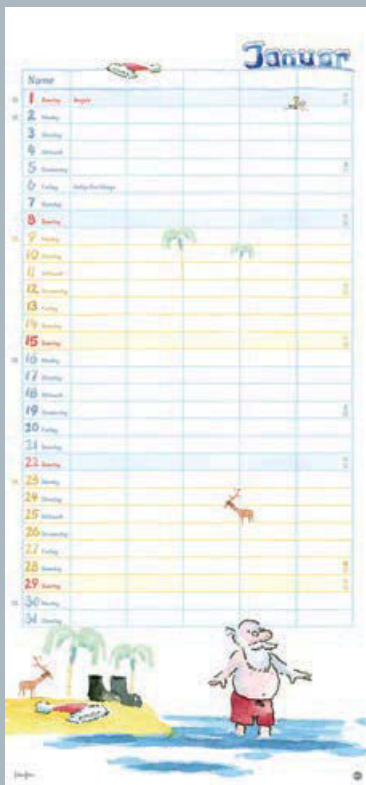 Januar
Name
1 Sonntag Neujahr
2 Montag
3 Dienstag
4 Mittwoch
5 Donnerstag
6 Freitag Heilige Drei Könige
7 Samstag
8 Sonntag
9 Montag
10 Dienstag
11 Mittwoch
12 Donnerstag
13 Freitag
14 Samstag
15 Sonntag
16 Montag
17 Dienstag
18 Mittwoch
19 Donnerstag
20 Freitag
21 Samstag
22 Sonntag
23 Montag
24 Dienstag
25 Mittwoch
26 Donnerstag
27 Freitag
28 Samstag
29 Sonntag
30 Montag
31 Dienstag